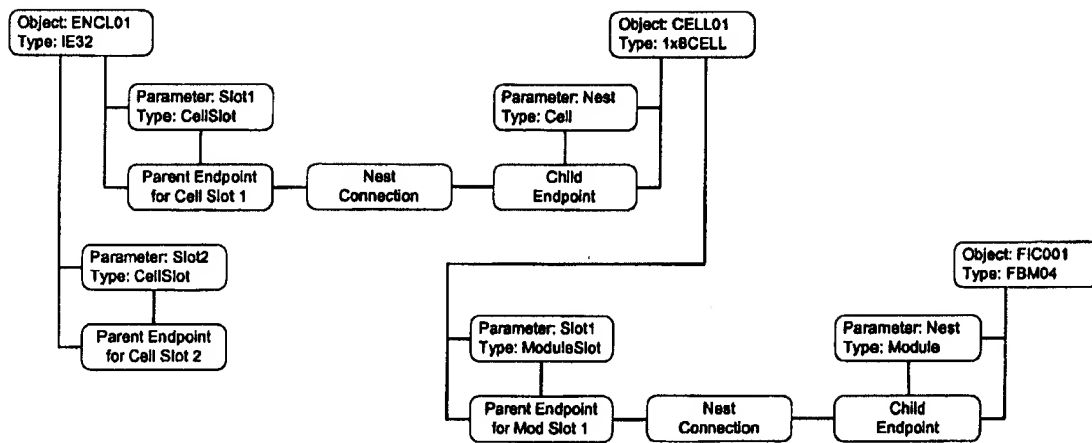 Object: ENCL01
Type: IE32
Object: CELL01
Type: 1x8CELL
Parameter: Slot1
Type: CellSlot
Parameter: Nest
Type: Cell
Parent Endpoint
for Cell Slot 1
Nest
Connection
Child
Endpoint
Parameter: Slot2
Type: CellSlot
Object: FIC001
Type: FBM04
Parent Endpoint
for Cell Slot 2
Parameter: Slot1
Type: ModuleSlot
Parameter: Nest
Type: Module
Parent Endpoint
for Mod Slot 1
Nest
Connection
Child
Endpoint